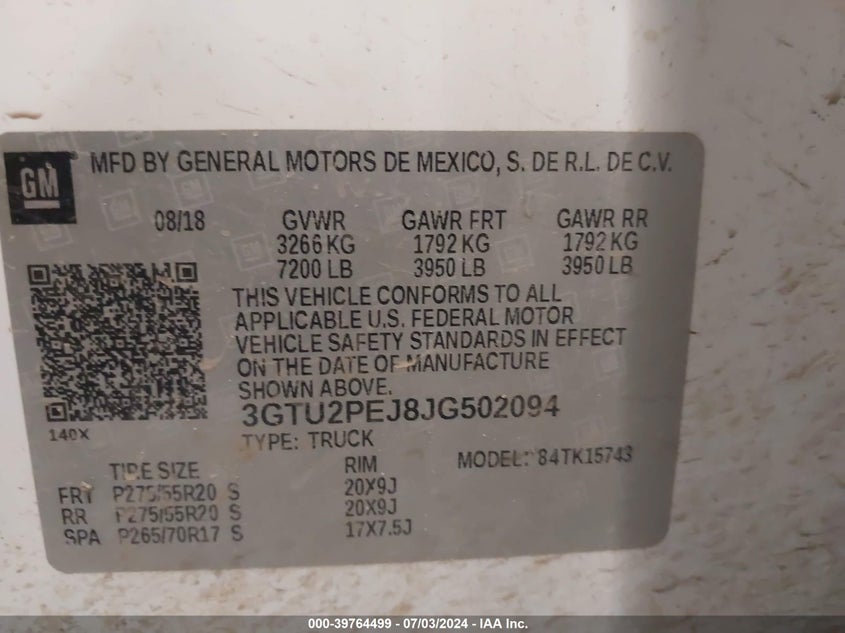 GM
MFD BY GENERAL MOTORS DE MEXICO, S. DE R.L. DE C.V.
08/18 GVWR GAWR FRT GAWR RR
3266 KG 1792 KG 1792 KG
7200 LB 3950 LB 3950 LB
THIS VEHICLE CONFORMS TO ALL
APPLICABLE U.S. FEDERAL MOTOR
VEHICLE SAFETY STANDARDS IN EFFECT
ON THE DATE OF MANUFACTURE
SHOWN ABOVE.
3GTU2PEJ8JG502094
140X
TYPE: TRUCK
MODEL: 84TK15743
TIRE SIZE RIM
FRT P275/55R20 S 20X9J
RR P275/55R20 S 20X9J
SPA P265/70R17 S 17X7.5J
000-39764499 - 07/03/2024 - IAA Inc.